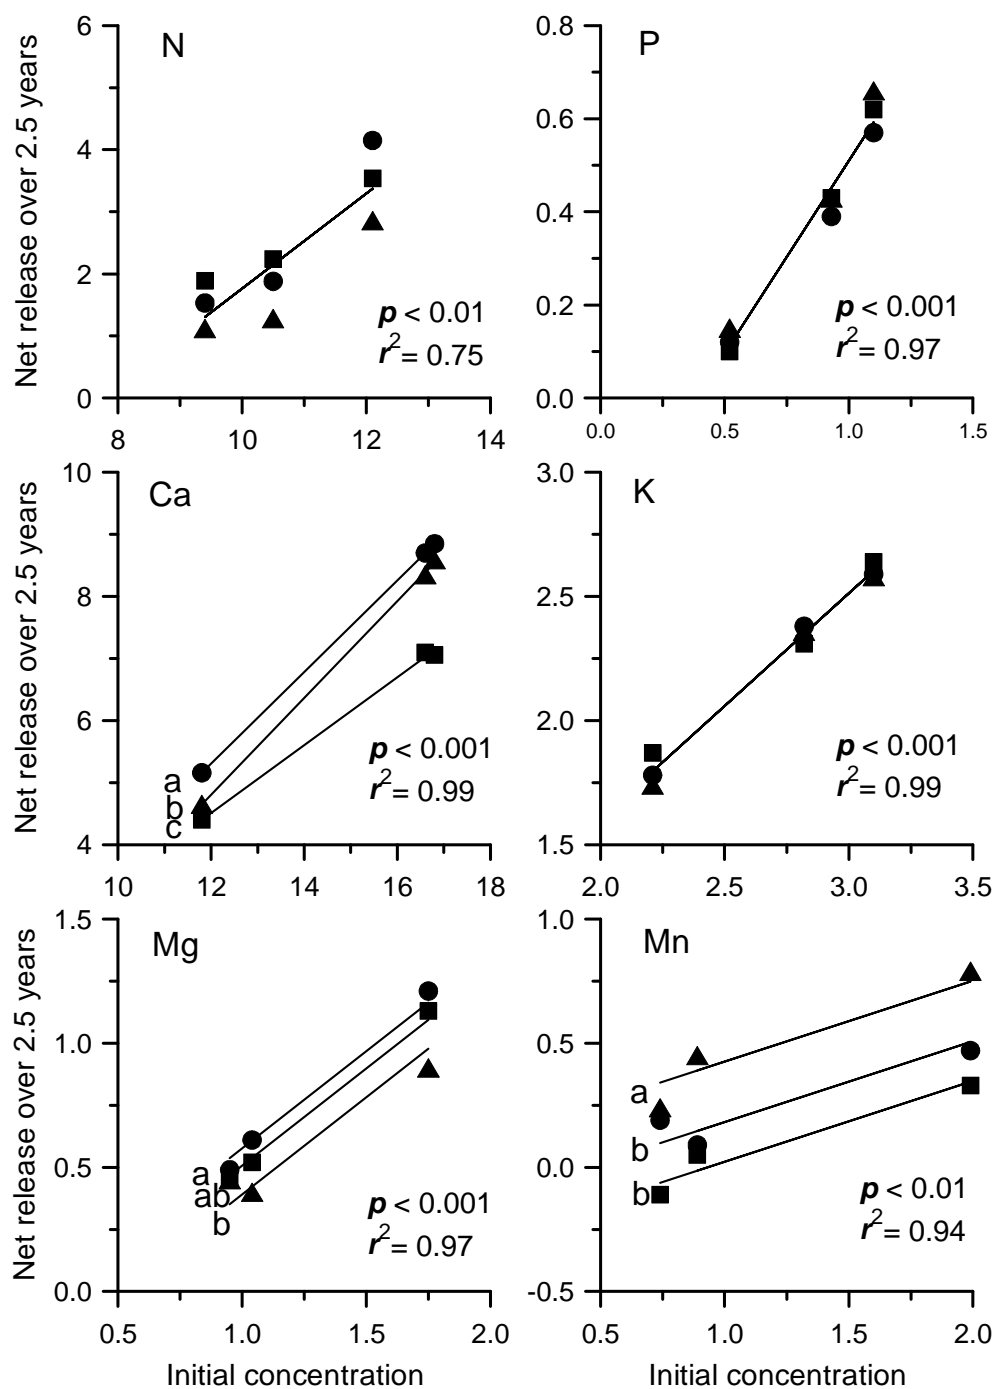 N
Net release over 2.5 years
6
4
2
0
8 10 12 14
p < 0.01
r2= 0.75
P
0.8
0.6
0.4
0.2
0.0
0.0 0.5 1.0 1.5
p < 0.001
r2= 0.97
Ca
Net release over 2.5 years
10
8
6
4
10 12 14 16 18
a
b
c
p < 0.001
r2= 0.99
K
3.0
2.5
2.0
1.5
2.0 2.5 3.0 3.5
p < 0.001
r2= 0.99
Mg
Net release over 2.5 years
1.5
1.0
0.5
0.0
0.5 1.0 1.5 2.0
a
ab
b
p < 0.001
r2= 0.97
Initial concentration
Mn
1.0
0.5
0.0
-0.5
0.5 1.0 1.5 2.0
a
b
b
p < 0.01
r2= 0.94
Initial concentration